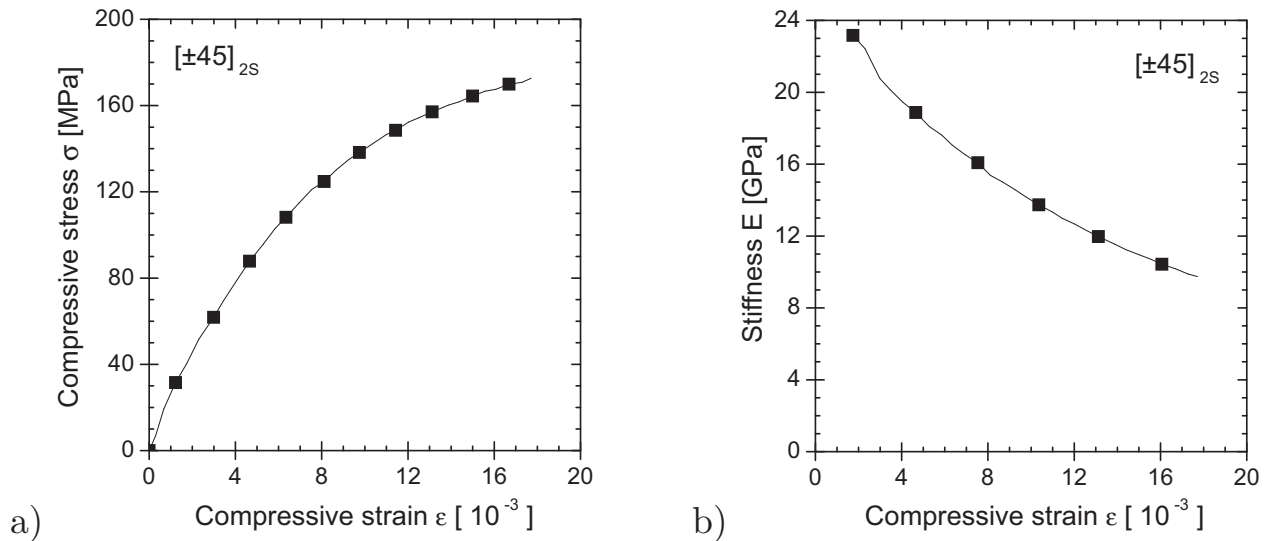 200
160
120
80
40
0
0 4 8 12 16 20
Compressive stress σ [MPa]
Compressive strain ε [ 10⁻³ ]
[±45]₂S
a)
24
20
16
12
8
4
0
0 4 8 12 16 20
Stiffness E [GPa]
Compressive strain ε [ 10⁻³ ]
[±45]₂S
b)